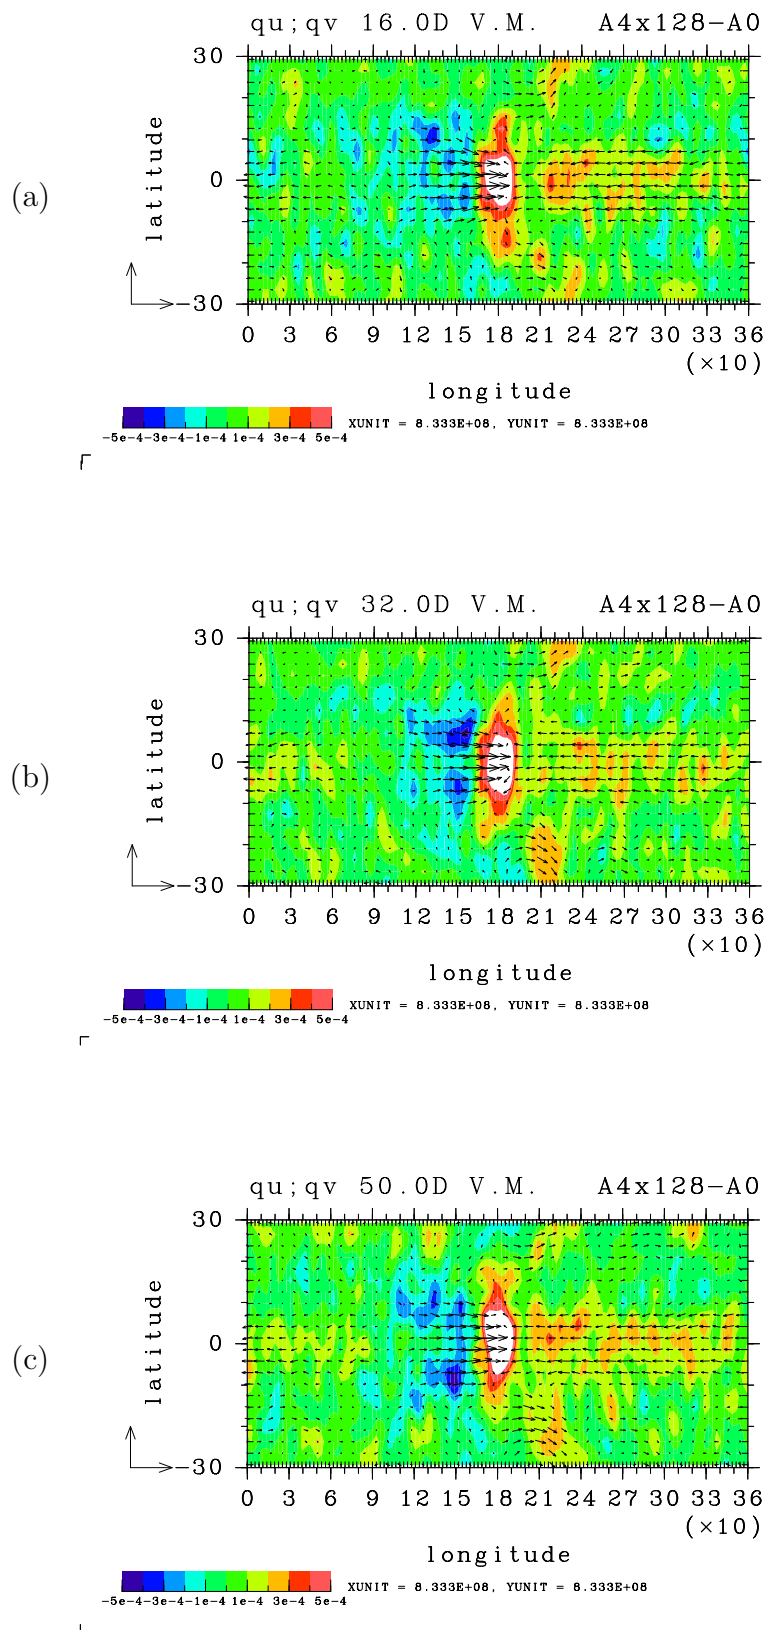 qu;qv 16.0D V.M. A4x128−A0
(a)
30
0
−30
latitude
0 3 6 9 12 15 18 21 24 27 30 33 36
(×10)
longitude
-5e-4 -3e-4 -1e-4 1e-4 3e-4 5e-4 XUNIT = 8.333E+08, YUNIT = 8.333E+08
qu;qv 32.0D V.M. A4x128−A0
(b)
30
0
−30
latitude
0 3 6 9 12 15 18 21 24 27 30 33 36
(×10)
longitude
-5e-4 -3e-4 -1e-4 1e-4 3e-4 5e-4 XUNIT = 8.333E+08, YUNIT = 8.333E+08
qu;qv 50.0D V.M. A4x128−A0
(c)
30
0
−30
latitude
0 3 6 9 12 15 18 21 24 27 30 33 36
(×10)
longitude
-5e-4 -3e-4 -1e-4 1e-4 3e-4 5e-4 XUNIT = 8.333E+08, YUNIT = 8.333E+08